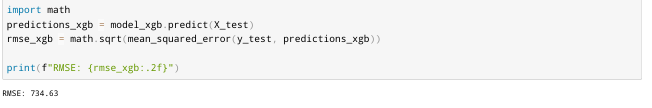 import math
predictions_xgb = model_xgb.predict(X_test)
rmse_xgb = math.sqrt(mean_squared_error(y_test, predictions_xgb))
print(f"RMSE: {rmse_xgb:.2f}")
RMSE: 734.63